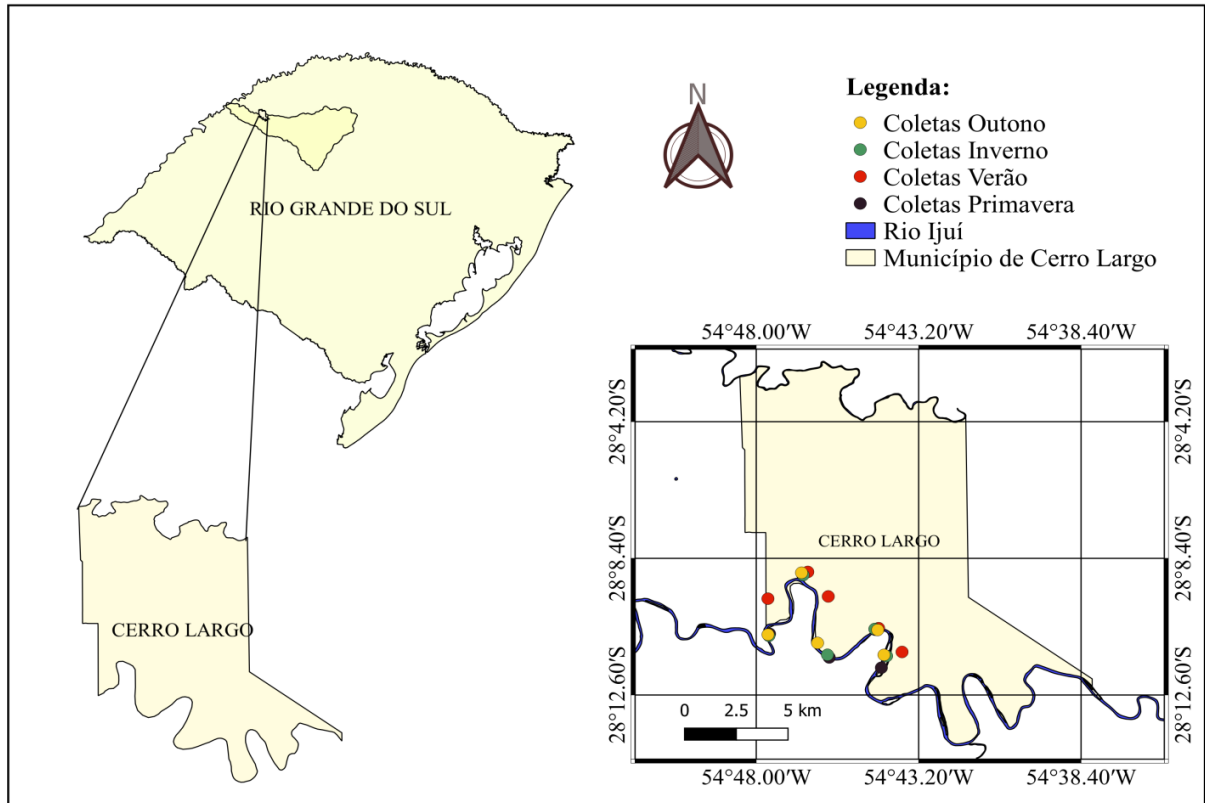 RIO GRANDE DO SUL
CERRO LARGO
N
Legenda:
Coletas Outono
Coletas Inverno
Coletas Verão
Coletas Primavera
Rio Ijuí
Município de Cerro Largo
54°48.00′W 54°43.20′W 54°38.40′W
28°4.20′S 28°4.20′S
28°8.40′S 28°8.40′S
CERRO LARGO
28°12.60′S 28°12.60′S
0 2.5 5 km
54°48.00′W 54°43.20′W 54°38.40′W